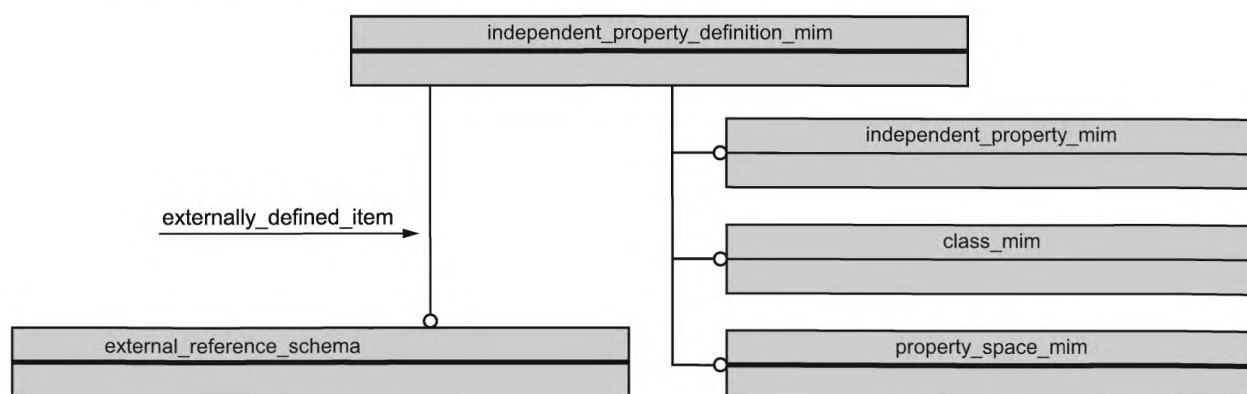 independent_property_definition_mim
independent_property_mim
externally_defined_item
class_mim
external_reference_schema
property_space_mim